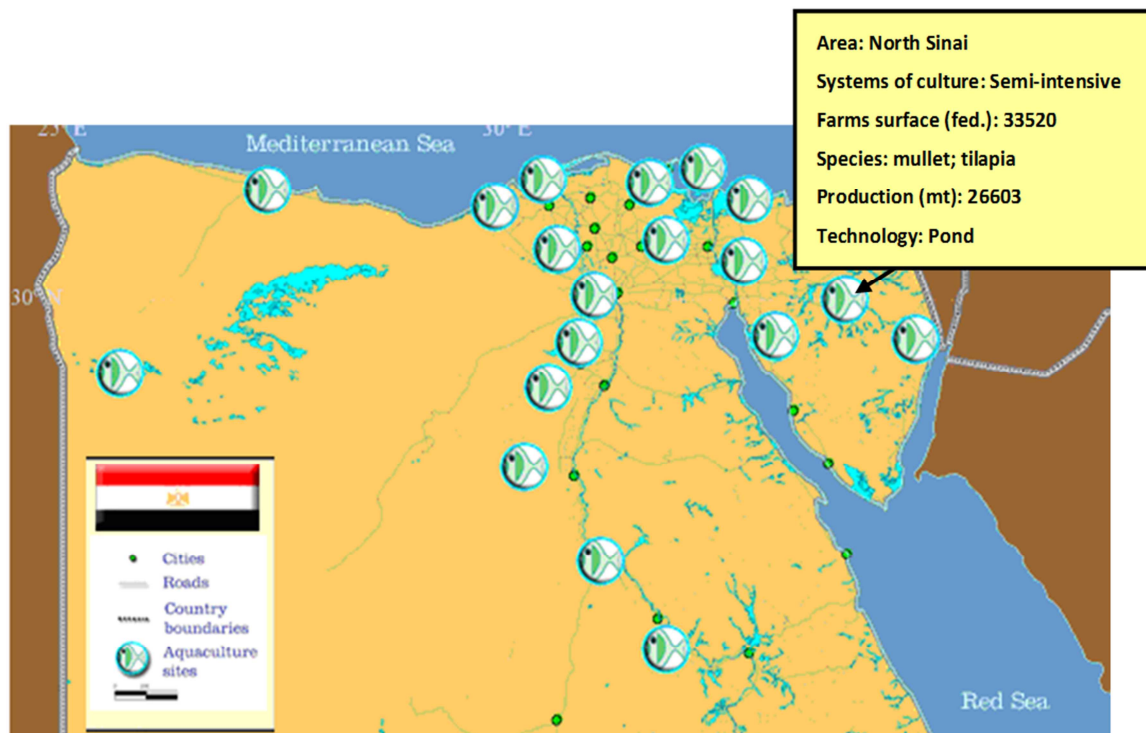 Area: North Sinai
Systems of culture: Semi-intensive
Farms surface (fed.): 33520
Species: mullet; tilapia
Production (mt): 26603
Technology: Pond
25° E
30° E
Mediterranean Sea
30° N
Cities
Roads
Country
boundaries
Aquaculture
sites
Red Sea